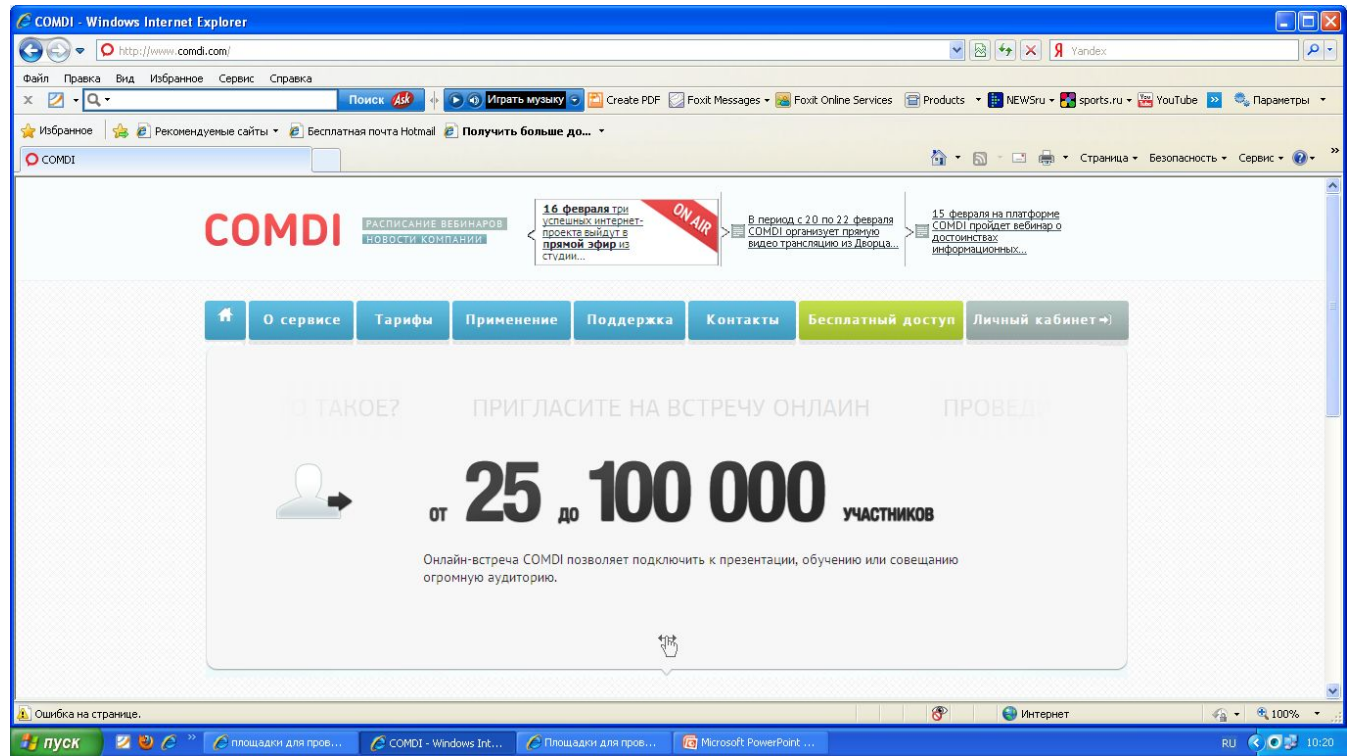 COMDI - Windows Internet Explorer
http://www.comdi.com/
Yandex
Файл Правка Вид Избранное Сервис Справка
Поиск Ask Играть музыку Create PDF Foxit Messages Foxit Online Services Products NEWSru sports.ru YouTube Параметры
Избранное Рекомендуемые сайты Бесплатная почта Hotmail Получить больше до...
COMDI Страница Безопасность Сервис
COMDI
РАСПИСАНИЕ ВЕБИНАРОВ
НОВОСТИ КОМПАНИИ
16 февраля три
успешных интернет-
проекта выйдут в
прямой эфир из
студии...
ON AIR
В период с 20 по 22 февраля
COMDI организует прямую
видео трансляцию из Дворца...
15 февраля на платформе
COMDI пройдет вебинар о
достоинствах
информационных...
О сервисе Тарифы Применение Поддержка Контакты Бесплатный доступ Личный кабинет
О ТАКОЕ? ПРИГЛАСИТЕ НА ВСТРЕЧУ ОНЛАЙН ПРОВЕД
от 25 до 100 000 участников
Онлайн-встреча COMDI позволяет подключить к презентации, обучению или совещанию
огромную аудиторию.
Ошибка на странице. Интернет 100%
пуск площадки для пров... COMDI - Windows Int... Площадки для пров... Microsoft PowerPoint ... RU 10:20